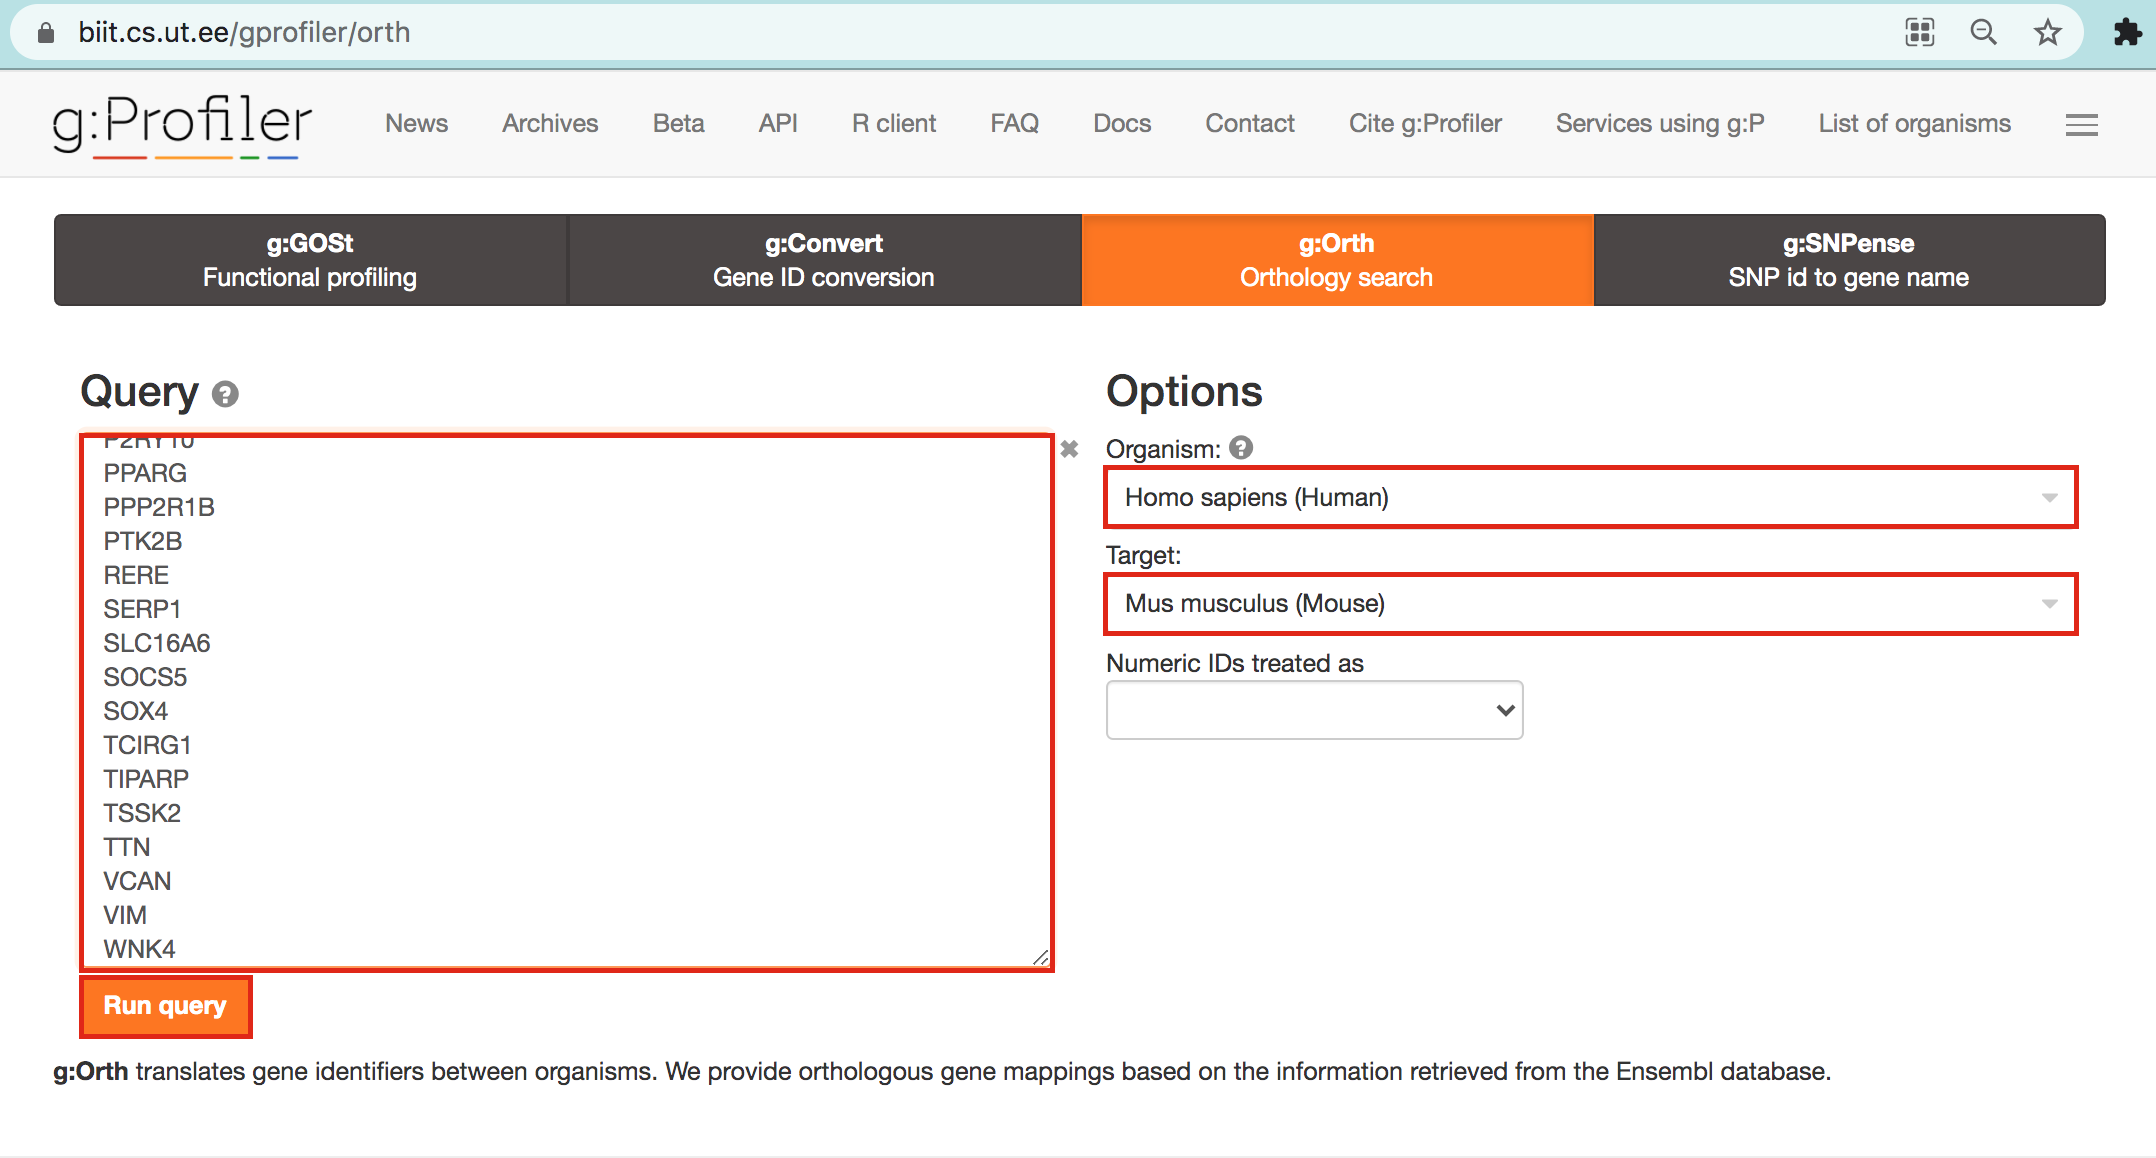 biit.cs.ut.ee/gprofiler/orth
g:Profiler
News Archives Beta API R client FAQ Docs Contact Cite g:Profiler Services using g:P List of organisms
g:GOSt g:Convert g:Orth g:SNPense
Functional profiling Gene ID conversion Orthology search SNP id to gene name
Query ?
Options
P2RY10
PPARG
PPP2R1B
PTK2B
RERE
SERP1
SLC16A6
SOCS5
SOX4
TCIRG1
TIPARP
TSSK2
TTN
VCAN
VIM
WNK4
Run query
Organism: ?
Homo sapiens (Human)
Target:
Mus musculus (Mouse)
Numeric IDs treated as
g:Orth translates gene identifiers between organisms. We provide orthologous gene mappings based on the information retrieved from the Ensembl database.